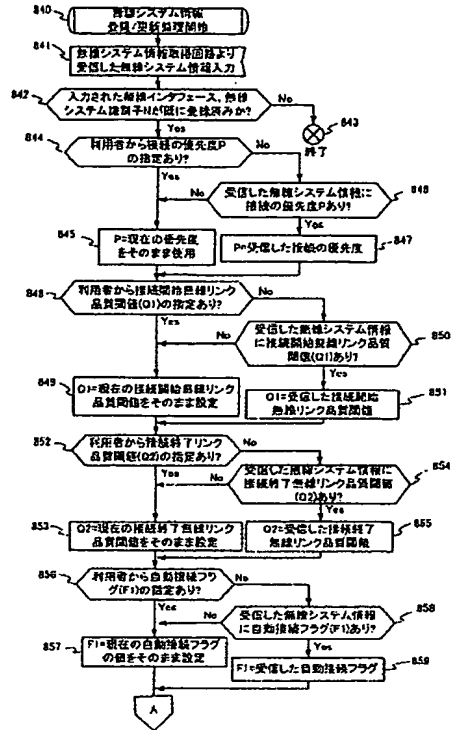 840
無線システム情報
登録/更新処理開始
841
無線システム情報取得回路より
受信した無線システム情報入力
842
入力された無線インタフェース、無線
システム識別子Nが既に登録済みか?
No
843
終了
Yes
844
利用者から接続の優先度P
の指定あり?
No
Yes
846
受信した無線システム情報に
接続の優先度Pあり?
No
Yes
845
P=現在の優先度
をそのまま使用
847
P=受信した接続の優先度
848
利用者から接続開始無線リンク
品質閾値(Q1)の指定あり?
No
Yes
850
受信した無線システム情報
に接続開始無線リンク品質
閾値(Q1)あり?
No
Yes
849
Q1=現在の接続開始無線リンク
品質閾値をそのまま設定
851
Q1=受信した接続開始
無線リンク品質閾値
852
利用者から接続終了リンク
品質閾値(Q2)の指定あり?
No
Yes
854
受信した無線システム情報に
接続終了無線リンク品質閾値
(Q2)あり?
No
Yes
853
Q2=現在の接続終了無線リンク
品質閾値をそのまま設定
855
Q2=受信した接続終了
無線リンク品質閾値
856
利用者から自動接続フラ
グ(F1)の指定あり?
No
Yes
858
受信した無線システム情報
に自動接続フラグ(F1)あり?
No
Yes
857
F1=現在の自動接続フラグ
の値をそのまま設定
859
F1=受信した自動接続フラグ
A